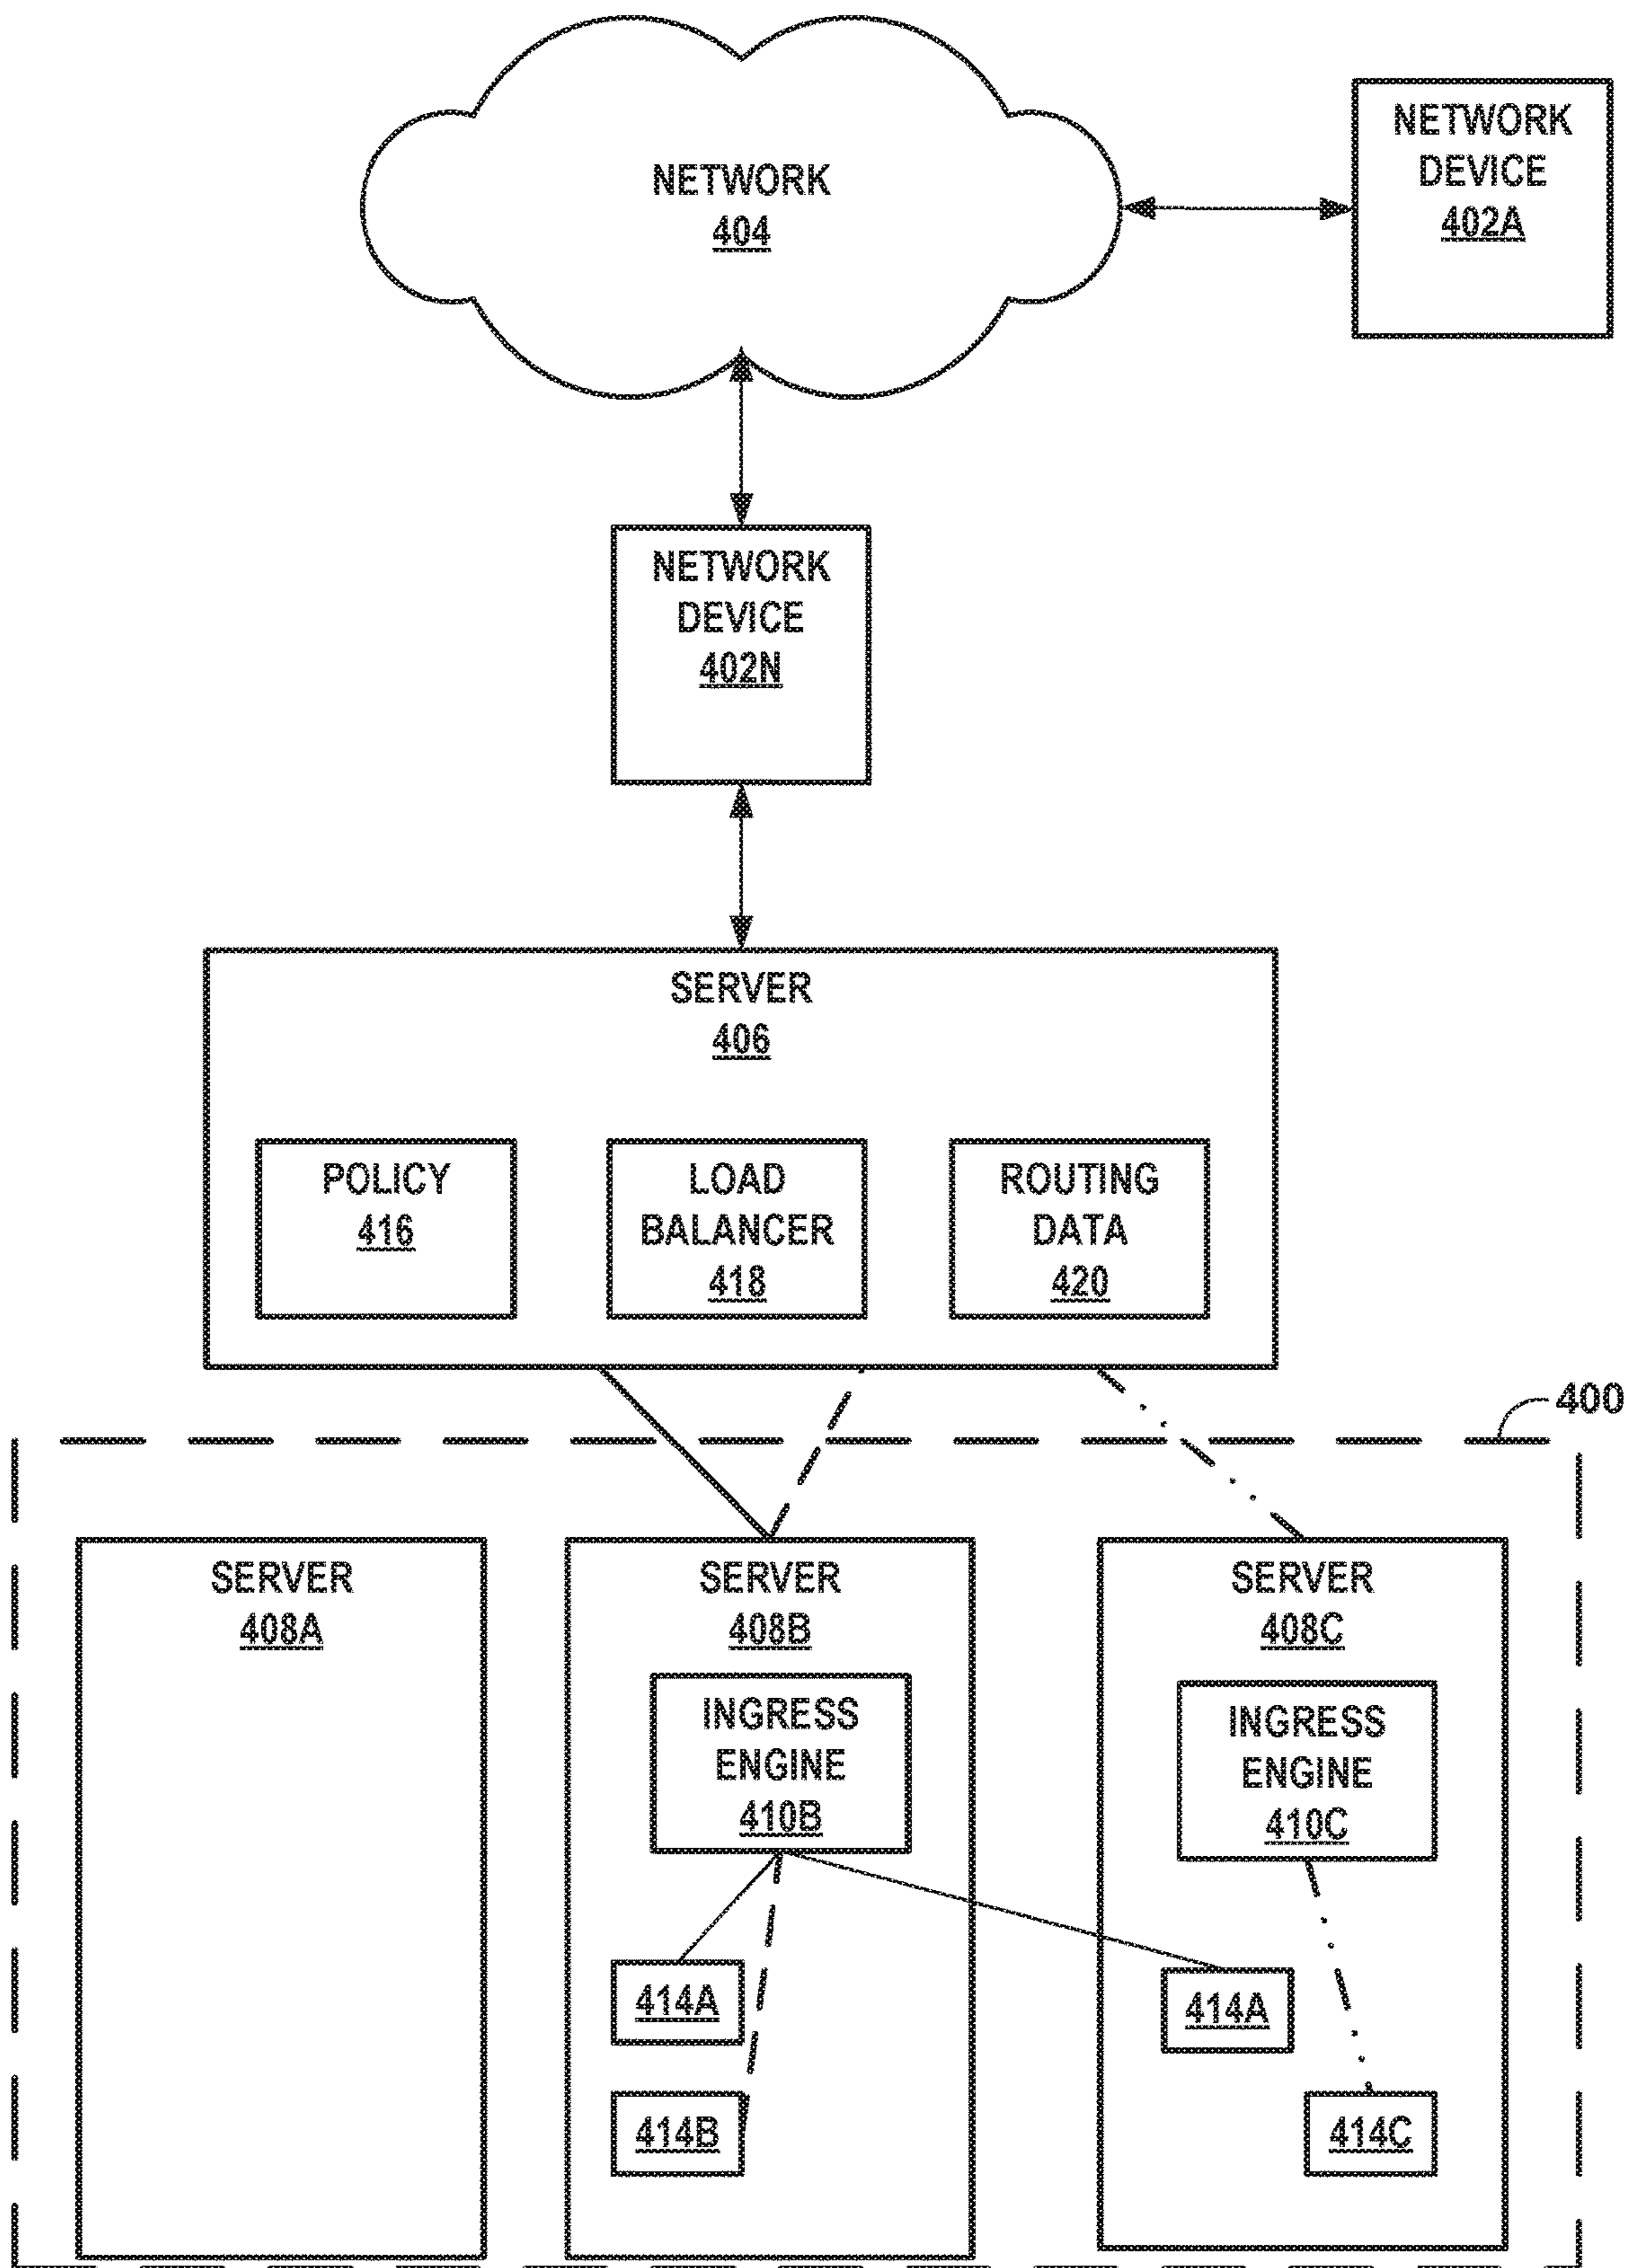 NETWORK
404
NETWORK
DEVICE
402A
NETWORK
DEVICE
402N
SERVER
406
POLICY
416
LOAD
BALANCER
418
ROUTING
DATA
420
400
SERVER
408A
SERVER
408B
INGRESS
ENGINE
410B
414A
414B
SERVER
408C
INGRESS
ENGINE
410C
414A
414C